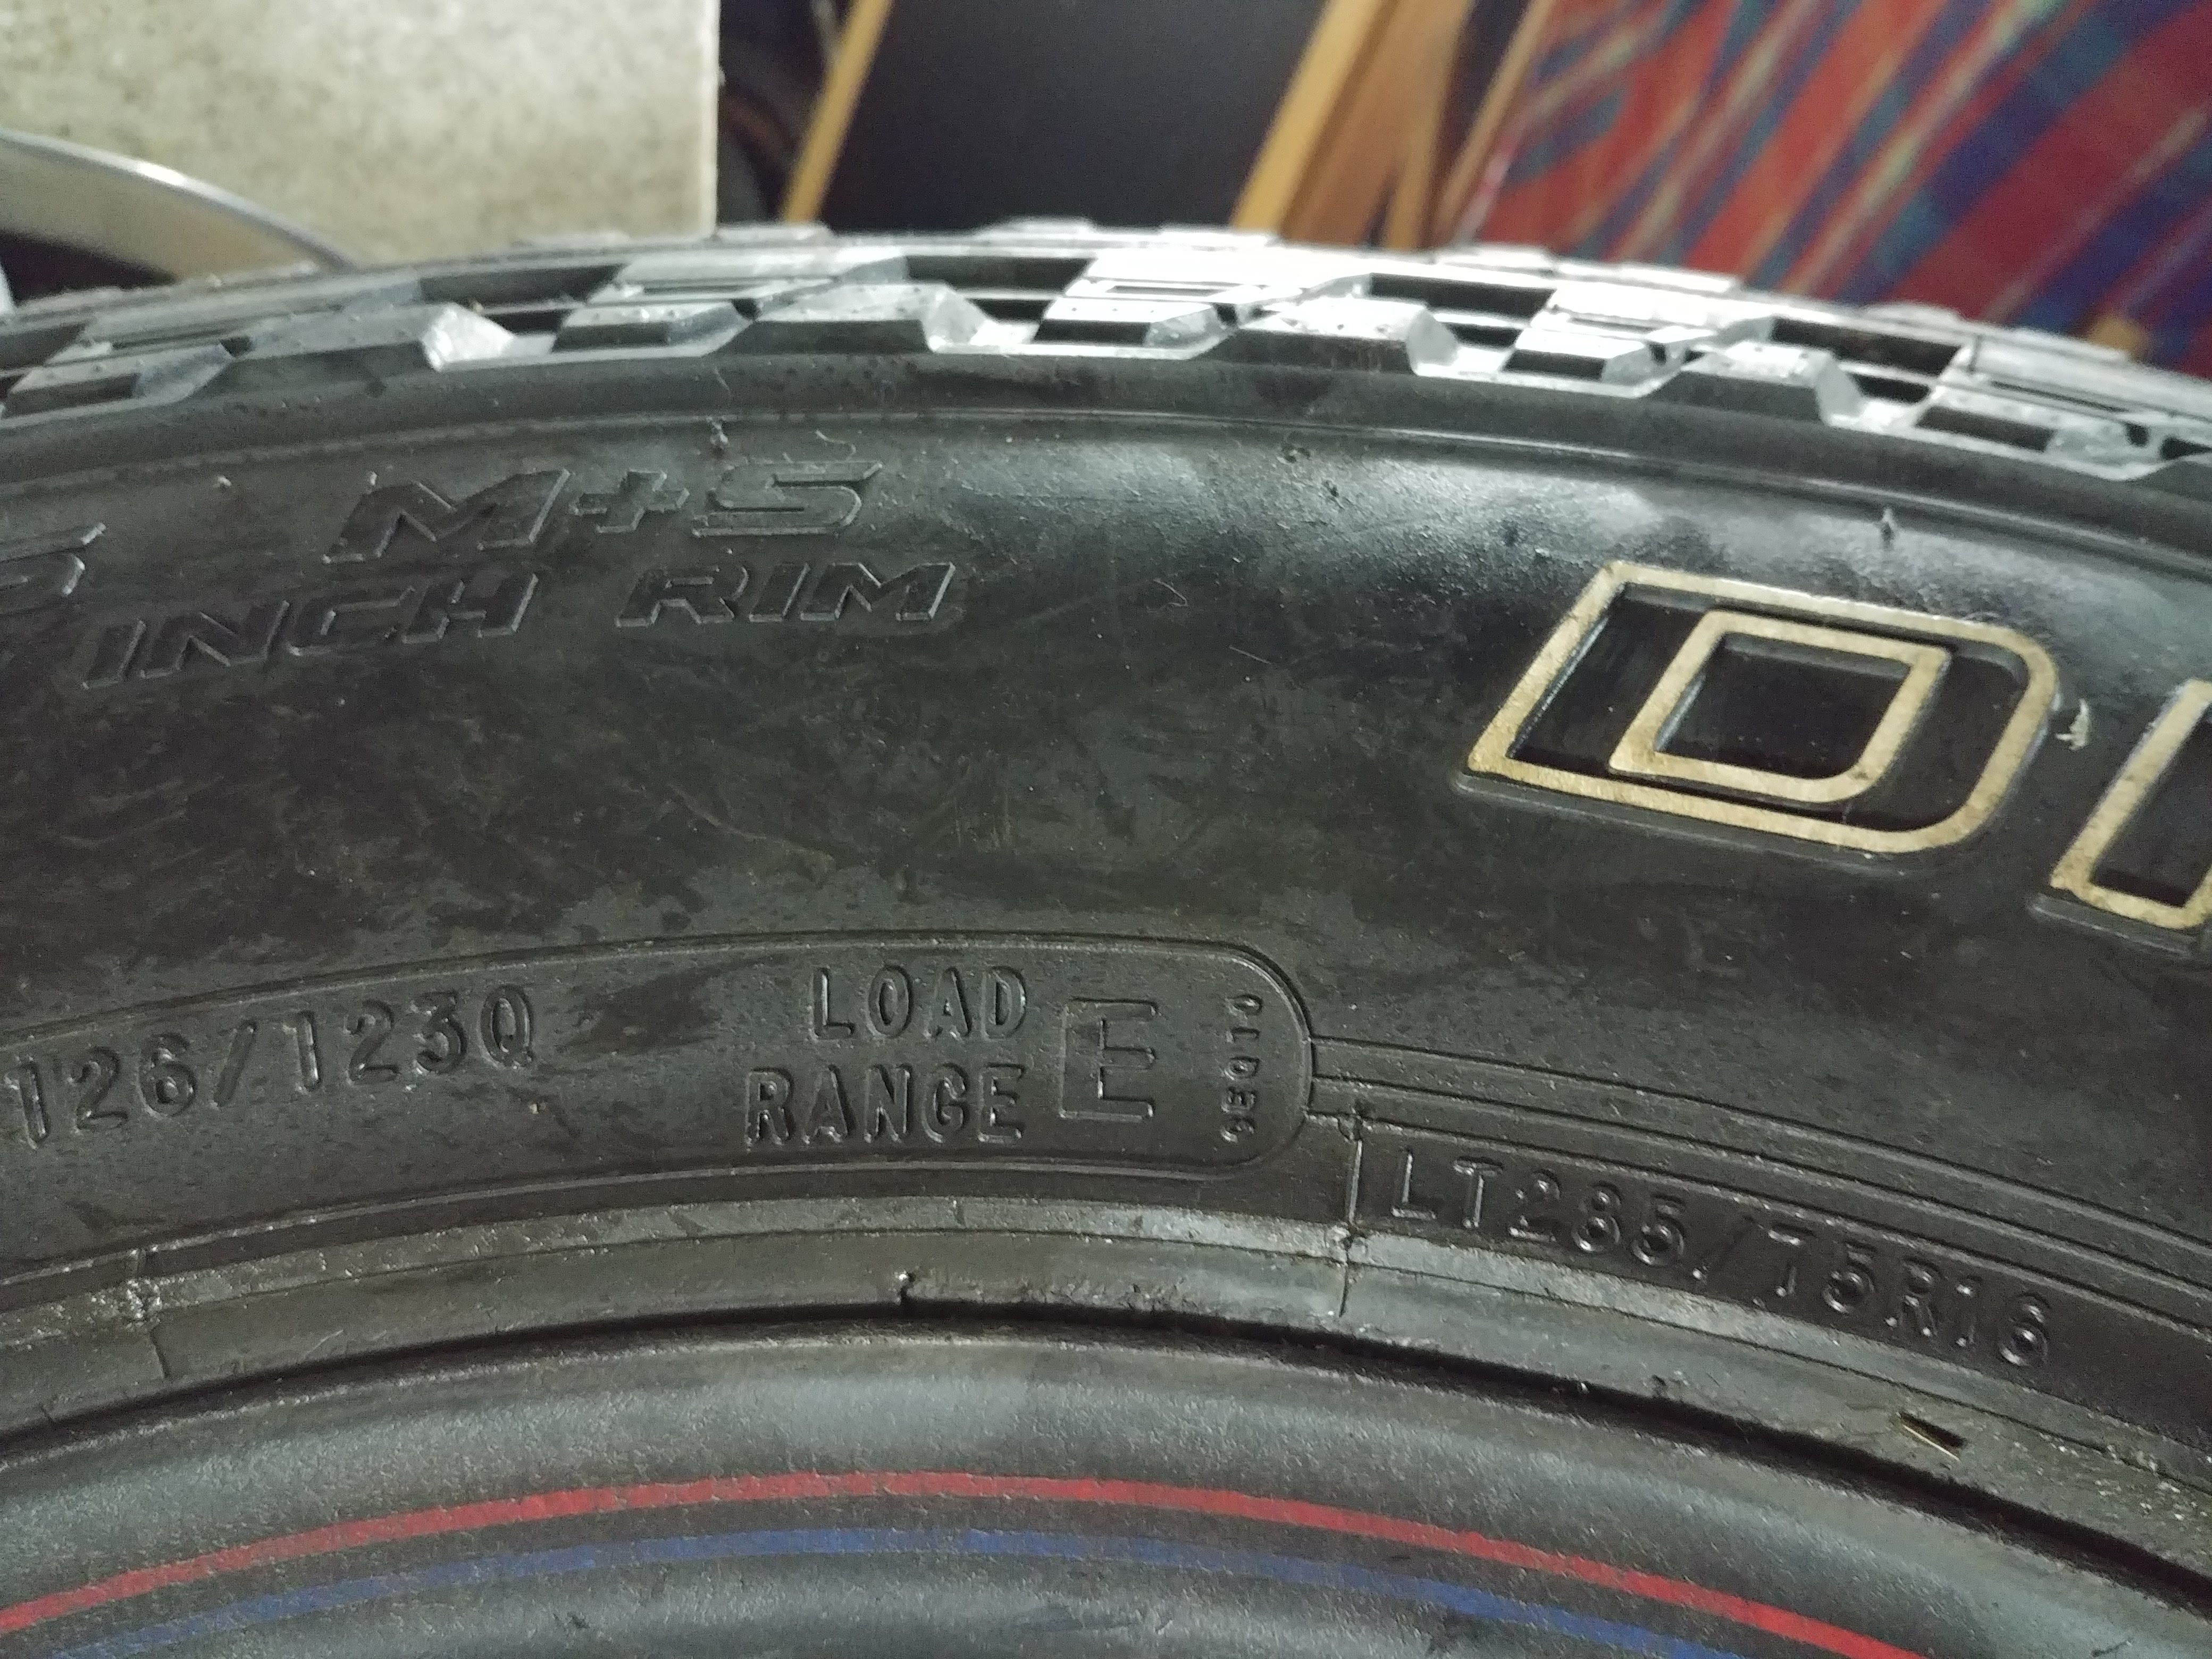 M+S
INCH RIM
D
126/123Q
LOAD
RANGE E
LT285/75R16